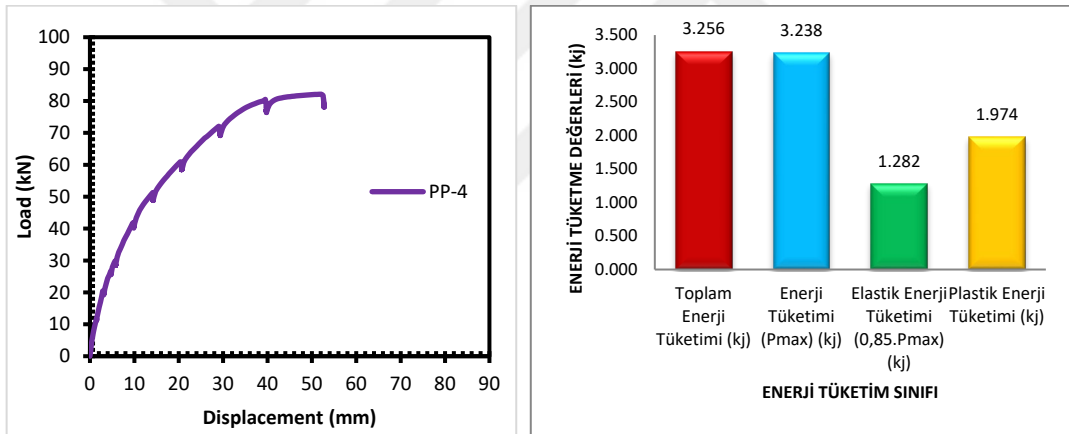 100
90
80
70
60
50
40
30
20
10
0
0 10 20 30 40 50 60 70 80 90
Load (kN)
Displacement (mm)
PP-4
ENERJİ TÜKETME DEĞERLERİ (kj)
3.500
3.000
2.500
2.000
1.500
1.000
0.500
0.000
3.256
3.238
1.282
1.974
Toplam
Enerji
Tüketimi (kj)
Enerji
Tüketimi
(Pmax) (kj)
Elastik Enerji
Tüketimi
(0,85.Pmax)
(kj)
Plastik Enerji
Tüketimi (kj)
ENERJİ TÜKETİM SINIFI